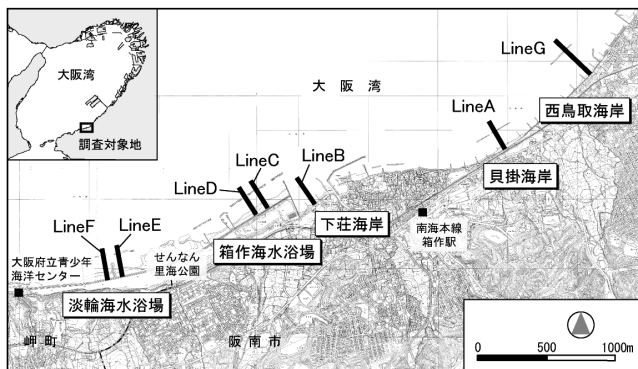 大阪湾
調査対象地
大阪湾
LineG
LineA
西鳥取海岸
LineC
LineB
LineD
貝掛海岸
下荘海岸
南海本線
箱作駅
LineF
LineE
箱作海水浴場
せんなん
里海公園
大阪府立青少年
海洋センター
淡輪海水浴場
岬町
阪南市
0 500 1000m